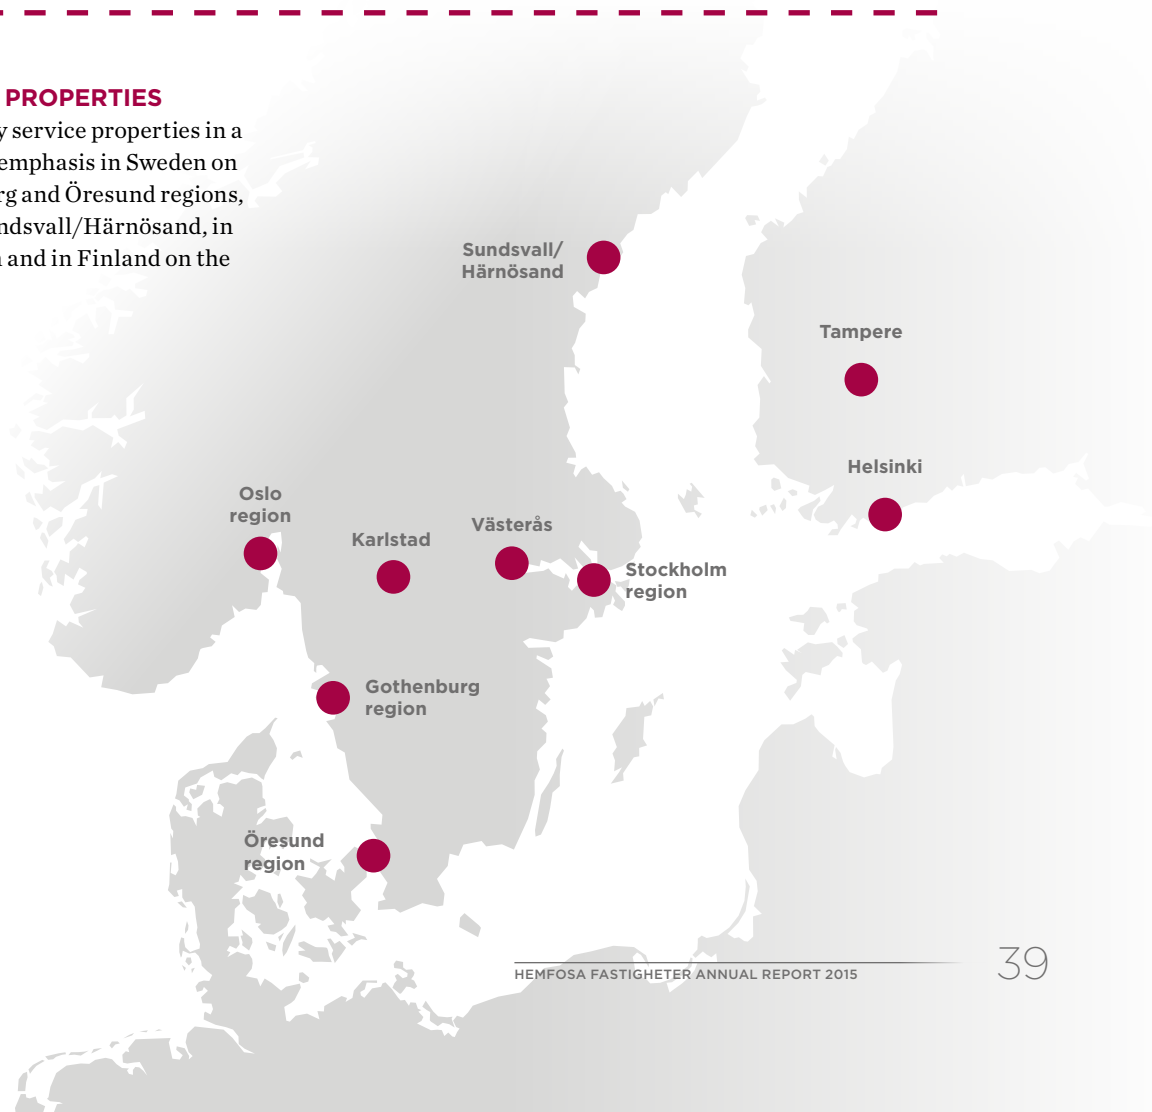 PROPERTIES
y service properties in a
emphasis in Sweden on
rg and Öresund regions,
ndsvall/Härnösand, in
and in Finland on the
Sundsvall/
Härnösand
Tampere
Helsinki
Oslo
region
Karlstad
Västerås
Stockholm
region
Gothenburg
region
Öresund
region
HEMFOSA FASTIGHETER ANNUAL REPORT 2015
39